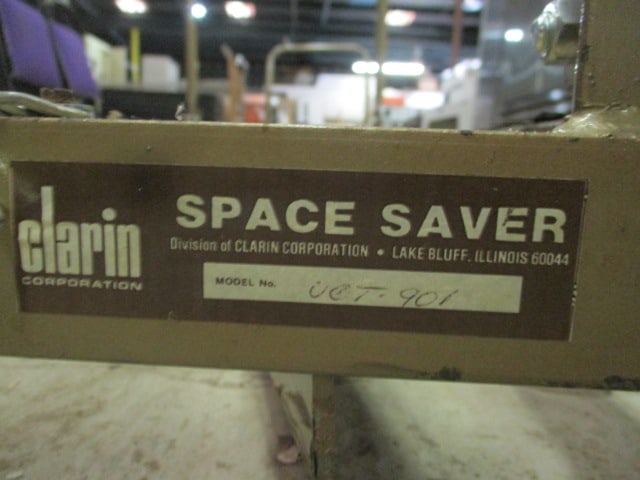 clarin
CORPORATION
SPACE SAVER
Division of CLARIN CORPORATION • LAKE BLUFF, ILLINOIS 60044
MODEL No. UCT-901